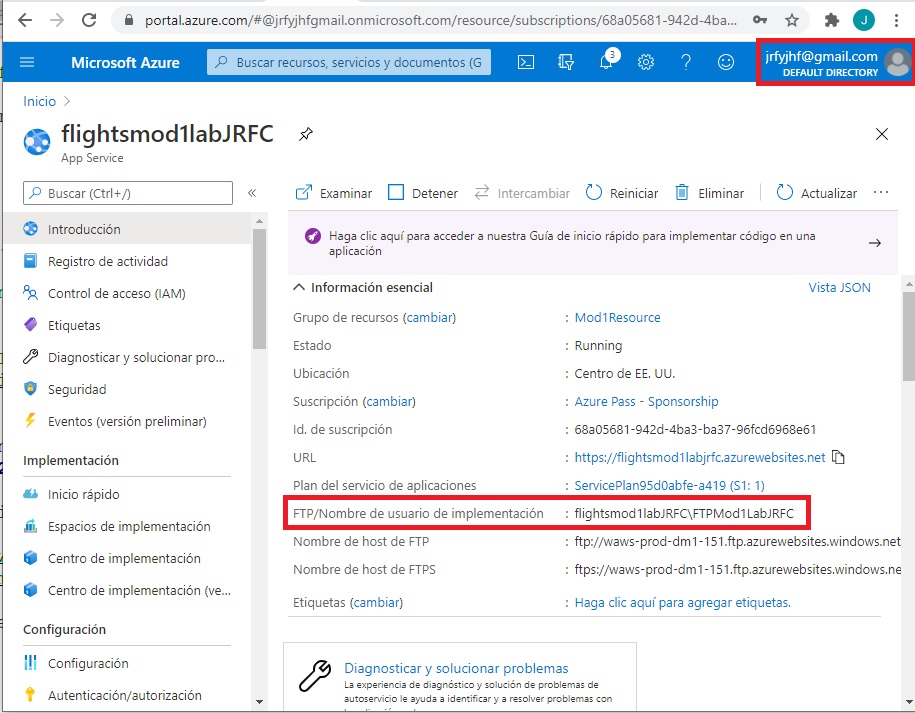 portal.azure.com/#@jrfyjhfgmail.onmicrosoft.com/resource/subscriptions/68a05681-942d-4ba...
J
Microsoft Azure
Buscar recursos, servicios y documentos (G
3
jrfyjhf@gmail.com
DEFAULT DIRECTORY
Inicio
flightsmod1labJRFC
App Service
Buscar (Ctrl+/)
Introducción
Registro de actividad
Control de acceso (IAM)
Etiquetas
Diagnosticar y solucionar pro...
Seguridad
Eventos (versión preliminar)
Implementación
Inicio rápido
Espacios de implementación
Centro de implementación
Centro de implementación (ve...
Configuración
Configuración
Autenticación/autorización
Examinar Detener Intercambiar Reiniciar Eliminar Actualizar ...
Haga clic aquí para acceder a nuestra Guía de inicio rápido para implementar código en una
aplicación
Información esencial Vista JSON
Grupo de recursos (cambiar) : Mod1Resource
Estado : Running
Ubicación : Centro de EE. UU.
Suscripción (cambiar) : Azure Pass - Sponsorship
Id. de suscripción : 68a05681-942d-4ba3-ba37-96fcd6968e61
URL : https://flightsmod1labjrfc.azurewebsites.net
Plan del servicio de aplicaciones : ServicePlan95d0abfe-a419 (S1: 1)
FTP/Nombre de usuario de implementación : flightsmod1labJRFC\FTPMod1LabJRFC
Nombre de host de FTP : ftp://waws-prod-dm1-151.ftp.azurewebsites.windows.net
Nombre de host de FTPS : ftps://waws-prod-dm1-151.ftp.azurewebsites.windows.ne
Etiquetas (cambiar) : Haga clic aquí para agregar etiquetas.
Diagnosticar y solucionar problemas
La experiencia de diagnóstico y solución de problemas de
autoservicio le ayuda a identificar y a resolver problemas con